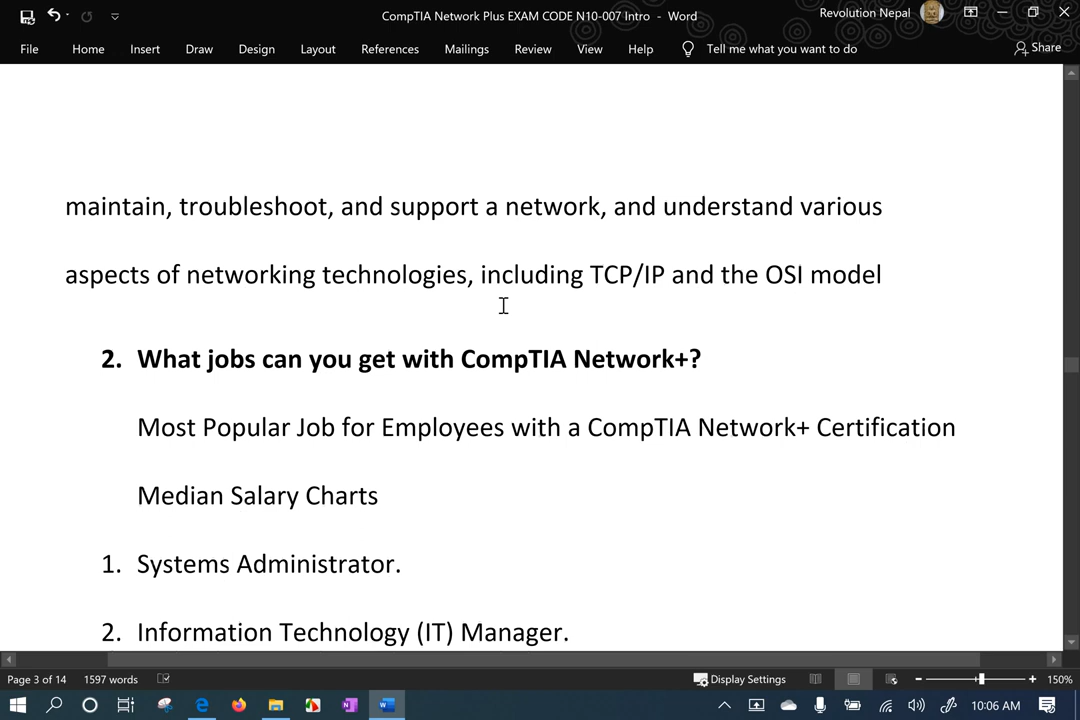 CompTIA Network Plus EXAM CODE N10-007 Intro - Word
Revolution Nepal
File Home Insert Draw Design Layout References Mailings Review View Help Tell me what you want to do Share
maintain, troubleshoot, and support a network, and understand various
aspects of networking technologies, including TCP/IP and the OSI model
2. What jobs can you get with CompTIA Network+?
Most Popular Job for Employees with a CompTIA Network+ Certification
Median Salary Charts
1. Systems Administrator.
2. Information Technology (IT) Manager.
Page 3 of 14 1597 words Display Settings 150%
10:06 AM